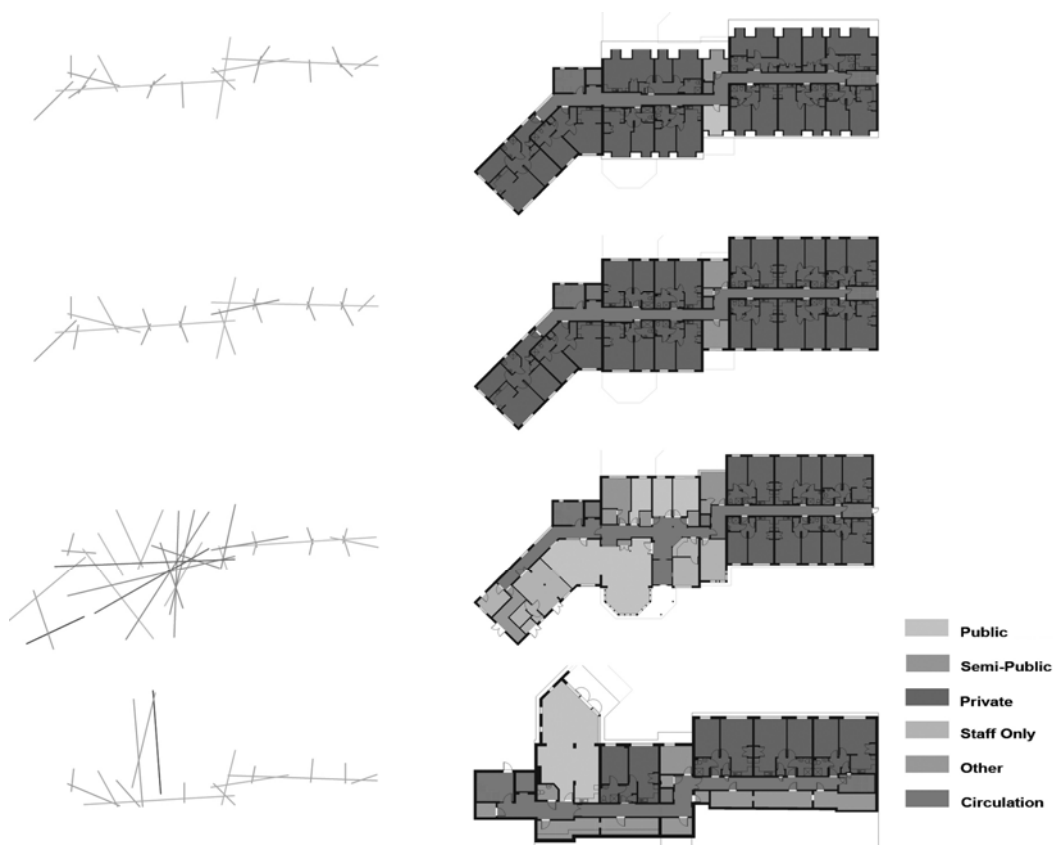 Public
Semi-Public
Private
Staff Only
Other
Circulation